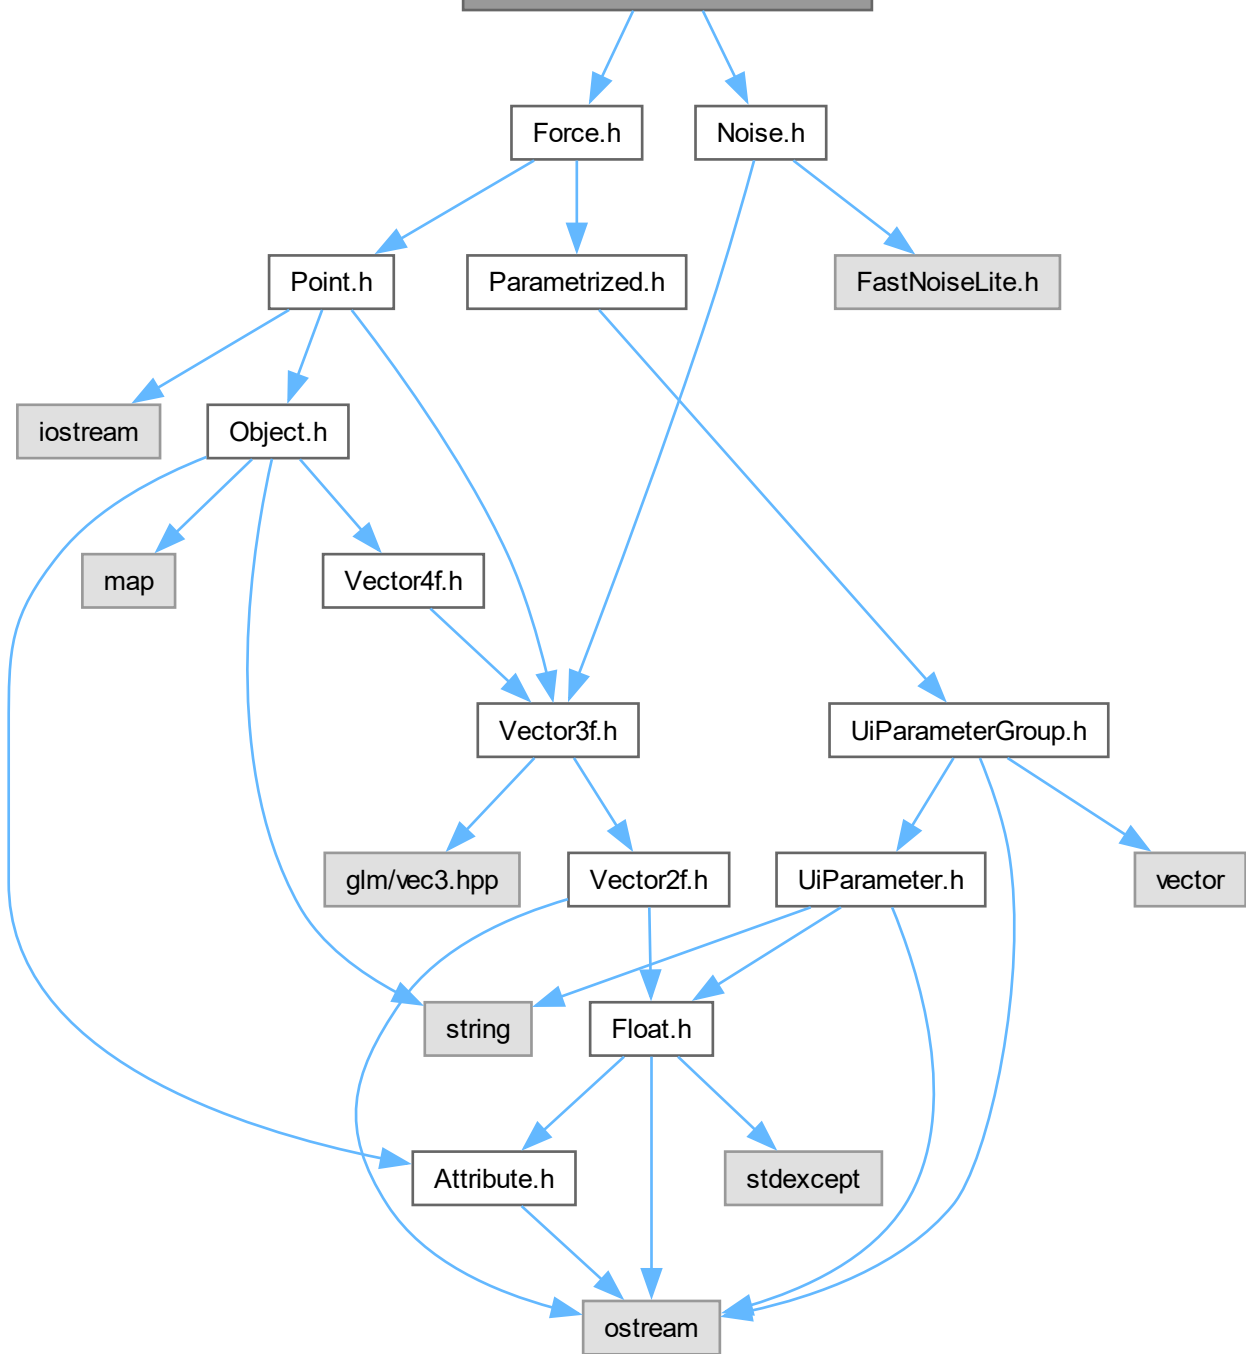 Force.h
Noise.h
Point.h
Parametrized.h
FastNoiseLite.h
iostream
Object.h
map
Vector4f.h
Vector3f.h
UiParameterGroup.h
glm/vec3.hpp
Vector2f.h
UiParameter.h
vector
string
Float.h
Attribute.h
stdexcept
ostream